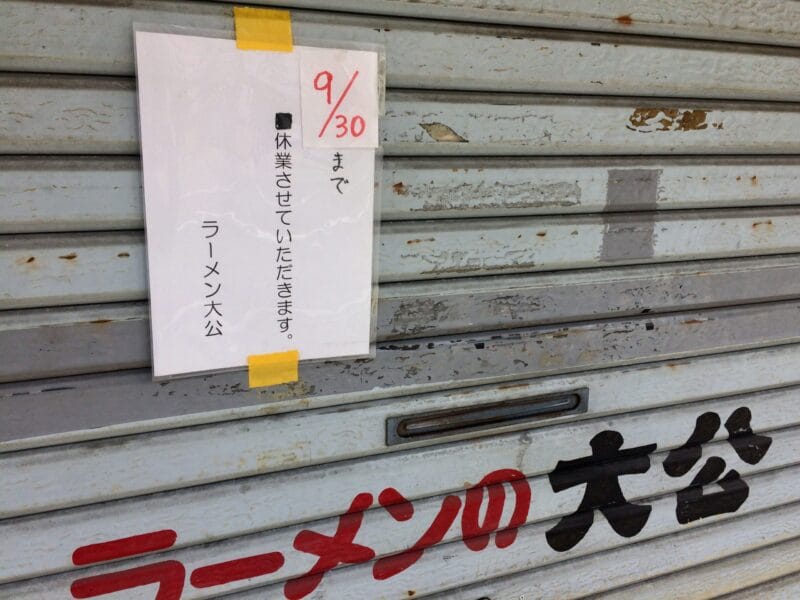 9/30
まで
休業させていただきます。
ラーメン大公
ラーメンの大公